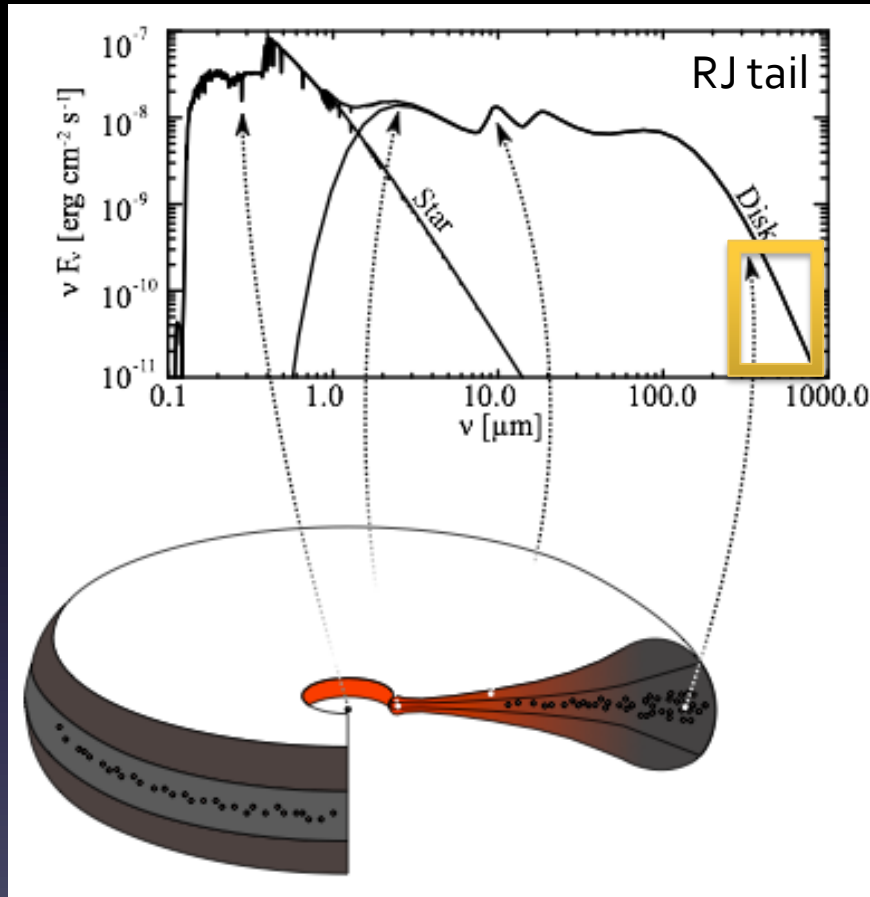 RJ tail
10⁻⁷
10⁻⁸
10⁻⁹
10⁻¹⁰
10⁻¹¹
ν Fᵥ [erg cm⁻² s⁻¹]
Star
Disk
0.1 1.0 10.0 100.0 1000.0
ν [µm]